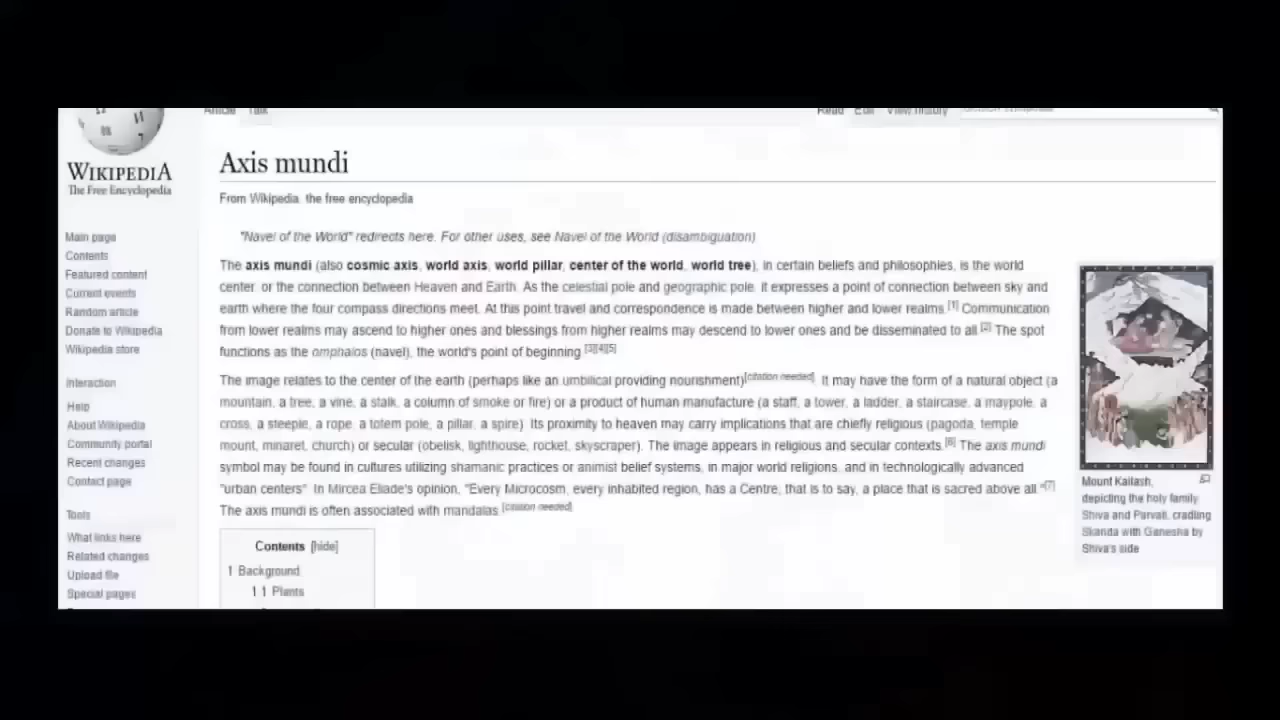 Article Talk
Read Edit View history
WIKIPEDIA
The Free Encyclopedia
Main page
Contents
Featured content
Current events
Random article
Donate to Wikipedia
Wikipedia store
Interaction
Help
About Wikipedia
Community portal
Recent changes
Contact page
Tools
What links here
Related changes
Upload file
Special pages
Axis mundi
From Wikipedia, the free encyclopedia
"Navel of the World" redirects here. For other uses, see Navel of the World (disambiguation)
The axis mundi (also cosmic axis, world axis, world pillar, center of the world, world tree), in certain beliefs and philosophies, is the world
center, or the connection between Heaven and Earth. As the celestial pole and geographic pole, it expresses a point of connection between sky and
earth where the four compass directions meet. At this point travel and correspondence is made between higher and lower realms.[1] Communication
from lower realms may ascend to higher ones and blessings from higher realms may descend to lower ones and be disseminated to all.[2] The spot
functions as the omphalos (navel), the world's point of beginning.[3][4][5]
The image relates to the center of the earth (perhaps like an umbilical providing nourishment)[citation needed]. It may have the form of a natural object (a
mountain, a tree, a vine, a stalk, a column of smoke or fire) or a product of human manufacture (a staff, a tower, a ladder, a staircase, a maypole, a
cross, a steeple, a rope, a totem pole, a pillar, a spire). Its proximity to heaven may carry implications that are chiefly religious (pagoda, temple
mount, minaret, church) or secular (obelisk, lighthouse, rocket, skyscraper). The image appears in religious and secular contexts.[6] The axis mundi
symbol may be found in cultures utilizing shamanic practices or animist belief systems, in major world religions, and in technologically advanced
"urban centers". In Mircea Eliade's opinion, "Every Microcosm, every inhabited region, has a Centre; that is to say, a place that is sacred above all."[7]
The axis mundi is often associated with mandalas.[citation needed]
Contents [hide]
1 Background
1.1 Plants
Mount Kailash,
depicting the holy family:
Shiva and Parvati, cradling
Skanda with Ganesha by
Shiva's side